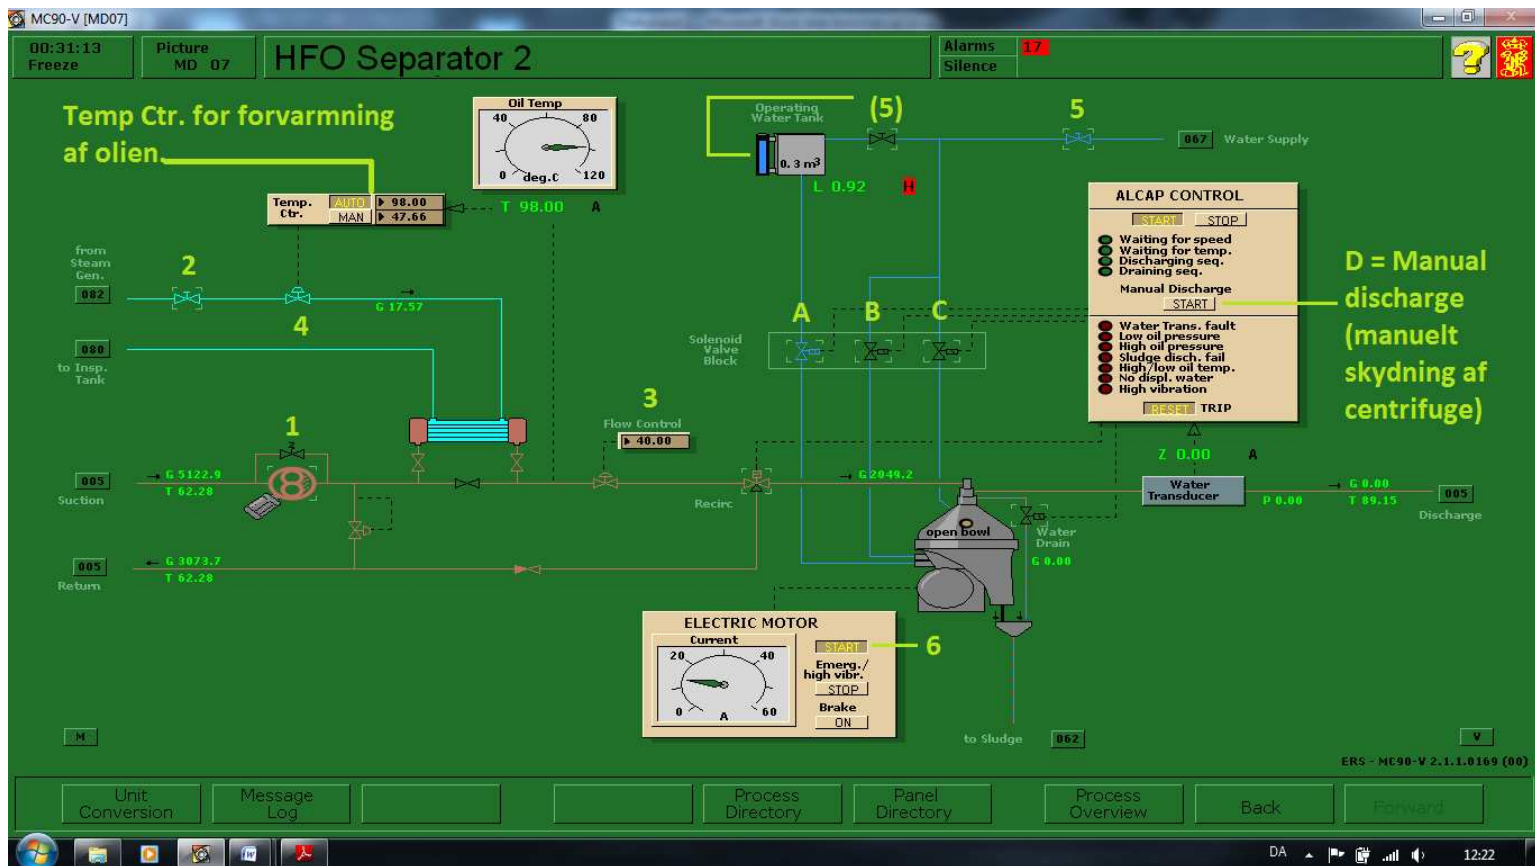 MC90-V [MD07]
00:31:13
Freeze
Picture
MD 07
HFO Separator 2
Alarms 17
Silence
Temp Ctr. for forvarmning
af olien.
Oil Temp
40 80
0 deg.C 120
Operating
Water Tank
(5)
5
0.3 m³
067 Water Supply
L 0.92 H
Temp.
Ctr.
AUTO 98.00
MAN 47.66
T 98.00 A
ALCAP CONTROL
START STOP
Waiting for speed
Waiting for temp.
Discharging seq.
Draining seq.
Manual Discharge
START
Water Trans. fault
Low oil pressure
High oil pressure
Sludge disch. fail
High/low oil temp.
No displ. water
High vibration
RESET TRIP
D = Manual
discharge
(manuelt
skydning af
centrifuge)
from
Steam
Gen.
082
2
G 17.57
4
080
to Insp.
Tank
A B C
Solenoid
Valve
Block
1
3
Flow Control
40.00
005
Suction
G 5122.9
T 62.28
Recirc
G 2049.2
Z 0.00 A
Water
Transducer
P 0.00
G 0.00
T 89.15
005
Discharge
open bowl
Water
Drain
G 0.00
005
Return
G 3073.7
T 62.28
ELECTRIC MOTOR
Current
20 40
0 A 60
START
6
Emerg./
high vibr.
STOP
Brake
ON
to Sludge 062
M
V
ERS - MC90-V 2.1.1.0169 (00)
Unit
Conversion
Message
Log
Process
Directory
Panel
Directory
Process
Overview
Back
Forward
DA
12:22